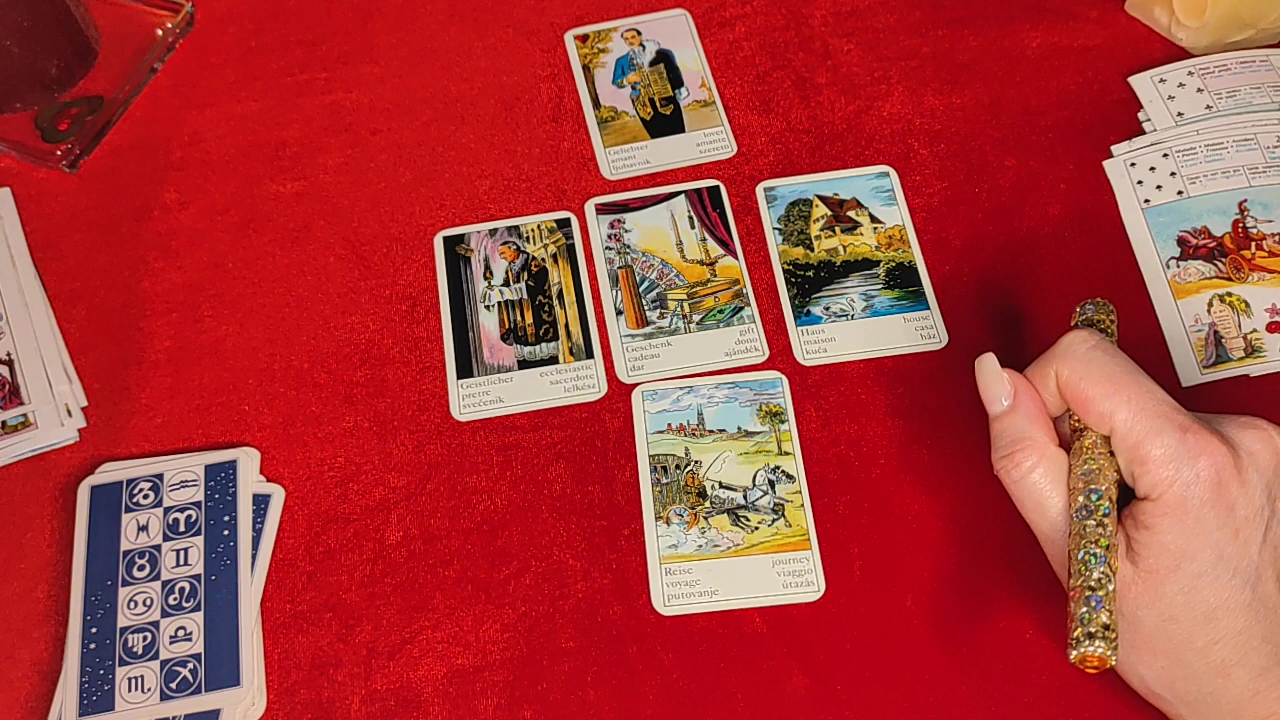 Geliebter lover
amant amante
ljubavnik szerető
Geistlicher ecclesiastic
pretre sacerdote
svećenik lelkész
Geschenk gift
cadeau dono
dar ajándék
Haus house
maison casa
kuća ház
Reise journey
voyage viaggio
putovanje útazás